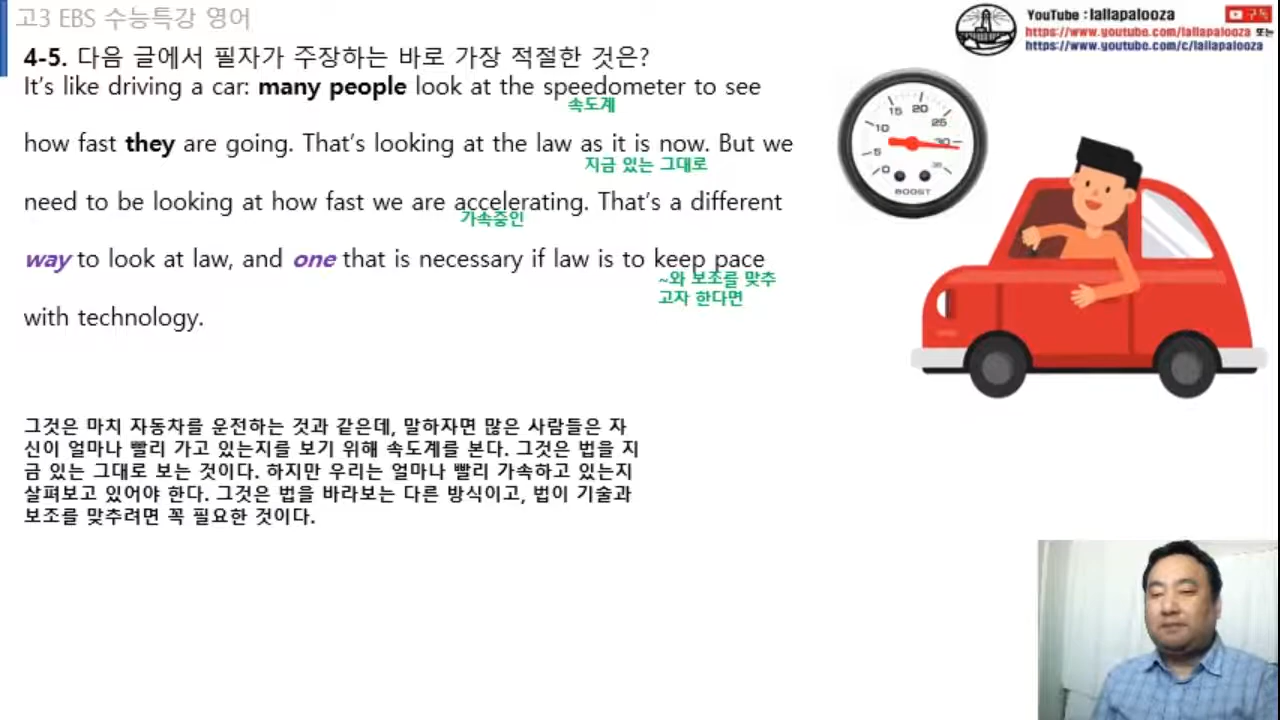 고3 EBS 수능특강 영어
YouTube : lallapalooza
구독
https://www.youtube.com/lallapalooza 또는
https://www.youtube.com/c/lallapalooza
4-5. 다음 글에서 필자가 주장하는 바로 가장 적절한 것은?
It's like driving a car: many people look at the speedometer to see
속도계
how fast they are going. That's looking at the law as it is now. But we
지금 있는 그대로
need to be looking at how fast we are accelerating. That's a different
가속중인
way to look at law, and one that is necessary if law is to keep pace
~와 보조를 맞추
고자 한다면
with technology.
0 5 10 15 20 25 30 35
BOOST
그것은 마치 자동차를 운전하는 것과 같은데, 말하자면 많은 사람들은 자
신이 얼마나 빨리 가고 있는지를 보기 위해 속도계를 본다. 그것은 법을 지
금 있는 그대로 보는 것이다. 하지만 우리는 얼마나 빨리 가속하고 있는지
살펴보고 있어야 한다. 그것은 법을 바라보는 다른 방식이고, 법이 기술과
보조를 맞추려면 꼭 필요한 것이다.